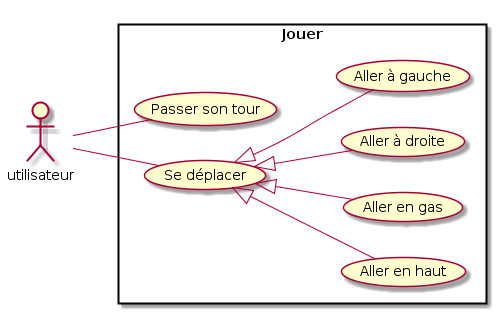 Jouer
Aller à gauche
Passer son tour
Aller à droite
utilisateur
Se déplacer
Aller en gas
Aller en haut